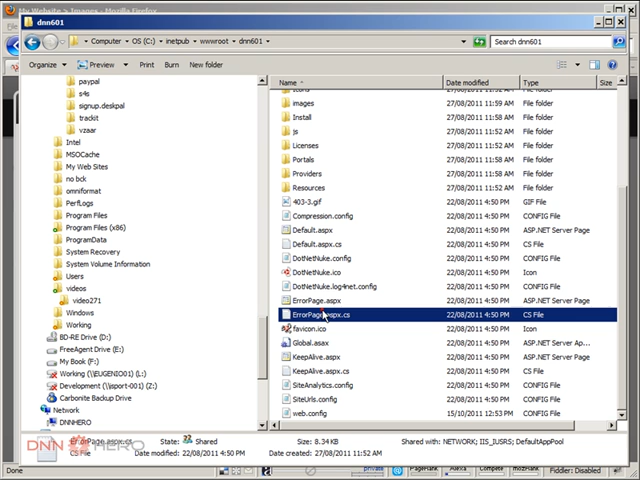 My Website > Images - Mozilla Firefox
dnn601
Computer ▸ OS (C:) ▸ inetpub ▸ wwwroot ▸ dnn601 ▸
Search dnn601
Organize Preview Print Burn New folder
paypal
s4s
signup.deskpal
trackit
vzaar
Intel
MSOCache
My Web Sites
no bck
omniformat
PerfLogs
Program Files
Program Files (x86)
ProgramData
System Recovery
System Volume Information
Users
videos
video271
Windows
Working
BD-RE Drive (D:)
FreeAgent Drive (E:)
My Book (F:)
Working (\\EUGENIO01) (L:)
Development (\\isport-001) (Z:)
Carbonite Backup Drive
Network
DNNHERO
Name Date modified Type Size
images 27/08/2011 11:59 AM File folder
Install 27/08/2011 11:52 AM File folder
js 27/08/2011 11:52 AM File folder
Licenses 27/08/2011 11:52 AM File folder
Portals 27/08/2011 11:52 AM File folder
Providers 27/08/2011 11:52 AM File folder
Resources 27/08/2011 11:52 AM File folder
403-3.gif 22/08/2011 4:50 PM GIF File
Compression.config 22/08/2011 4:50 PM CONFIG File
Default.aspx 22/08/2011 4:50 PM ASP.NET Server Page
Default.aspx.cs 22/08/2011 4:50 PM CS File
DotNetNuke.config 22/08/2011 4:50 PM CONFIG File
DotNetNuke.ico 22/08/2011 4:50 PM Icon
DotNetNuke.log4net.config 22/08/2011 4:50 PM CONFIG File
ErrorPage.aspx 22/08/2011 4:50 PM ASP.NET Server Page
ErrorPage.aspx.cs 22/08/2011 4:50 PM CS File
favicon.ico 22/08/2011 4:50 PM Icon
Global.asax 22/08/2011 4:50 PM ASP.NET Server Ap...
KeepAlive.aspx 22/08/2011 4:50 PM ASP.NET Server Page
KeepAlive.aspx.cs 22/08/2011 4:50 PM CS File
SiteAnalytics.config 22/08/2011 4:50 PM CONFIG File
SiteUrls.config 22/08/2011 4:50 PM CONFIG File
web.config 15/10/2011 12:53 PM CONFIG File
ErrorPage.aspx.cs State: Shared Size: 8.34 KB Shared with: NETWORK; IIS_IUSRS; DefaultAppPool
CS File Date modified: 22/08/2011 4:50 PM Date created: 27/08/2011 11:52 AM
DNN HERO
Done private PageRank Alexa Compete mozRank Fiddler: Disabled